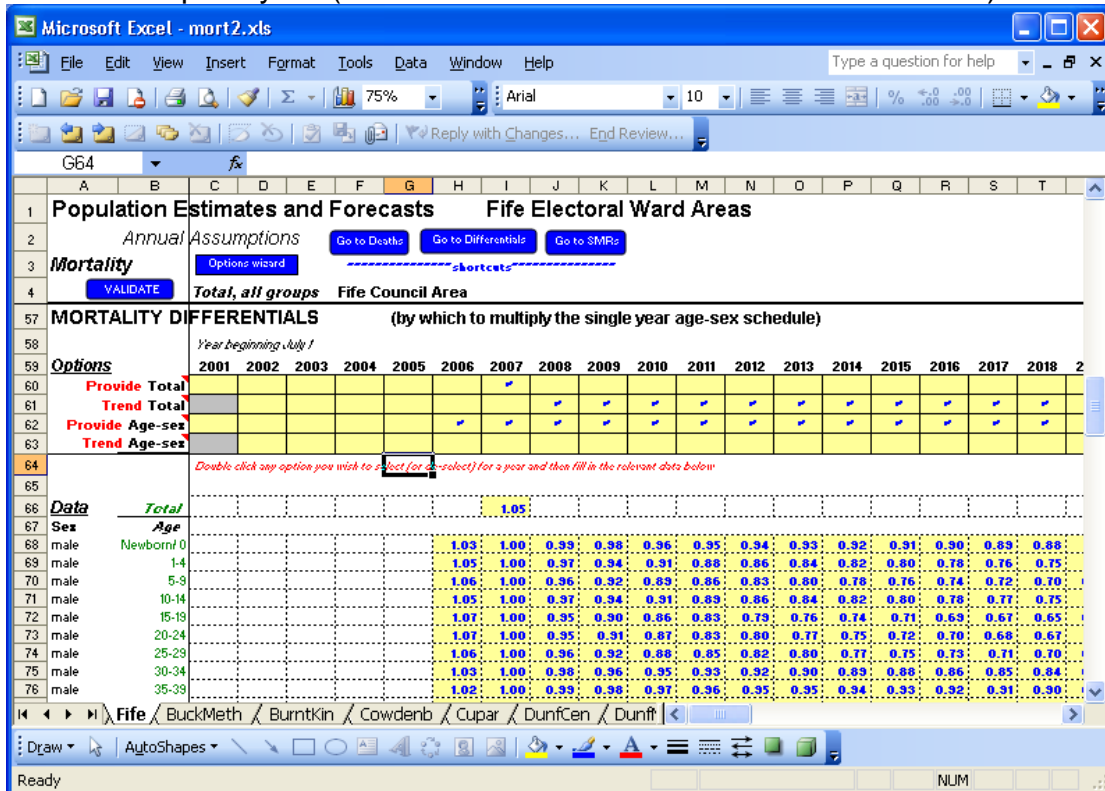 Microsoft Excel - mort2.xls
File Edit View Insert Format Tools Data Window Help Type a question for help
75% Arial 10
Reply with Changes... End Review...
G64 fx
A B C D E F G H I J K L M N O P Q R S T
1 Population Estimates and Forecasts Fife Electoral Ward Areas
2 Annual Assumptions Go to Deaths Go to Differentials Go to SMRs
3 Mortality Options wizard shortcuts
4 VALIDATE Total, all groups Fife Council Area
57 MORTALITY DIFFERENTIALS (by which to multiply the single year age-sex schedule)
58 Year beginning July 1
59 Options 2001 2002 2003 2004 2005 2006 2007 2008 2009 2010 2011 2012 2013 2014 2015 2016 2017 2018 2
60 Provide Total
61 Trend Total
62 Provide Age-sex
63 Trend Age-sex
64 Double click any option you wish to select (or de-select) for a year and then fill in the relevant data below
65
66 Data Total 1.05
67 Sex Age
68 male Newborn/ 0 1.03 1.00 0.99 0.98 0.96 0.95 0.94 0.93 0.92 0.91 0.90 0.89 0.88
69 male 1-4 1.05 1.00 0.97 0.94 0.91 0.88 0.86 0.84 0.82 0.80 0.78 0.76 0.75
70 male 5-9 1.06 1.00 0.96 0.92 0.89 0.86 0.83 0.80 0.78 0.76 0.74 0.72 0.70
71 male 10-14 1.05 1.00 0.97 0.94 0.91 0.89 0.86 0.84 0.82 0.80 0.78 0.77 0.75
72 male 15-19 1.07 1.00 0.95 0.90 0.86 0.83 0.79 0.76 0.74 0.71 0.69 0.67 0.65
73 male 20-24 1.07 1.00 0.95 0.91 0.87 0.83 0.80 0.77 0.75 0.72 0.70 0.68 0.67
74 male 25-29 1.06 1.00 0.96 0.92 0.88 0.85 0.82 0.80 0.77 0.75 0.73 0.71 0.70
75 male 30-34 1.03 1.00 0.98 0.96 0.95 0.93 0.92 0.90 0.89 0.88 0.86 0.85 0.84
76 male 35-39 1.02 1.00 0.99 0.98 0.97 0.96 0.95 0.95 0.94 0.93 0.92 0.91 0.90
Fife BuckMeth BurntKin Cowdenb Cupar DunfCen Dunfr
Draw AutoShapes
Ready NUM